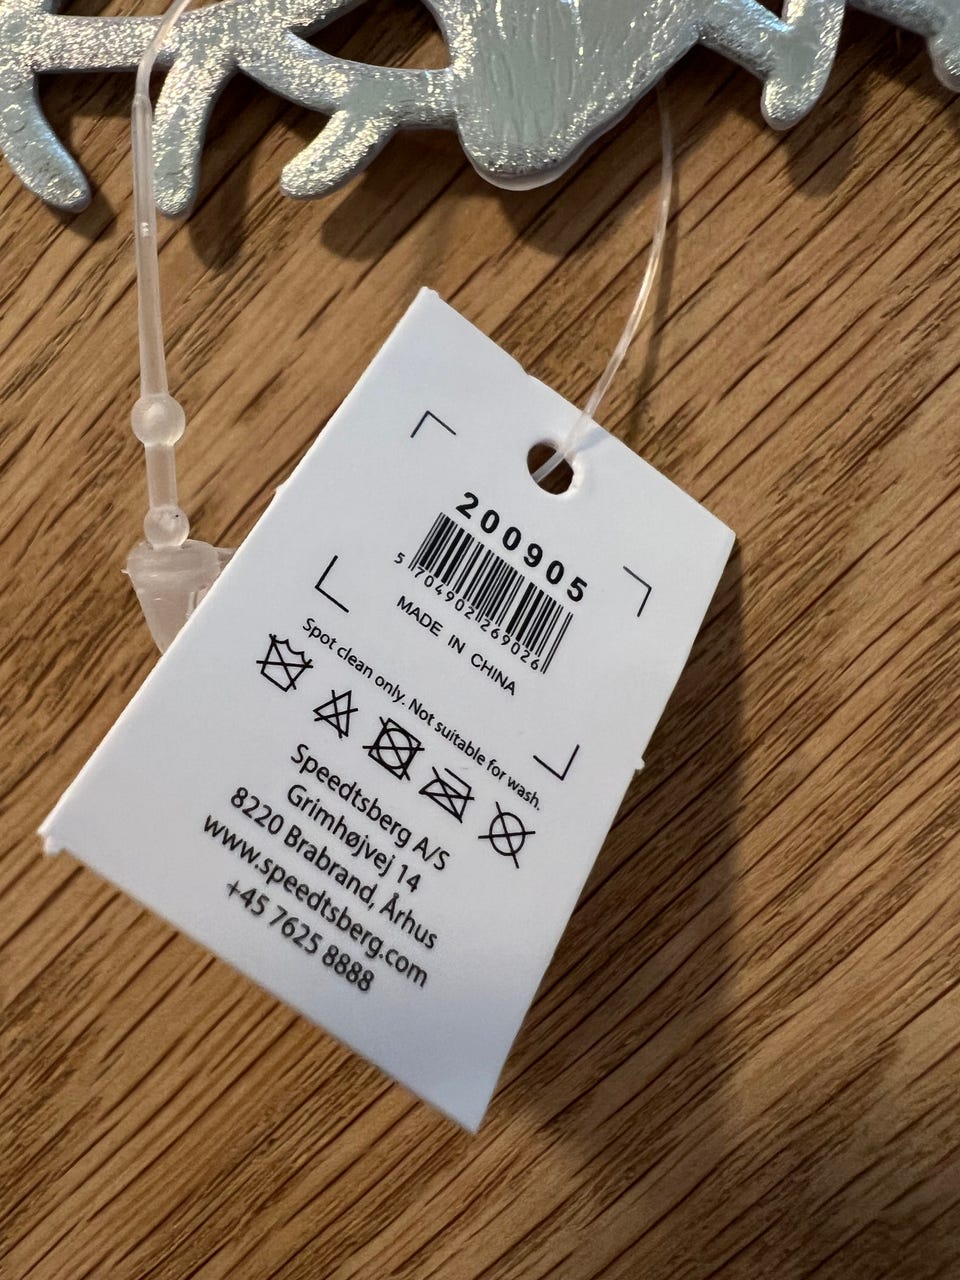 200905
5 704902 269026
MADE IN CHINA
Spot clean only. Not suitable for wash.
Speedtsberg A/S
Grimhøjvej 14
8220 Brabrand, Århus
www.speedtsberg.com
+45 7625 8888